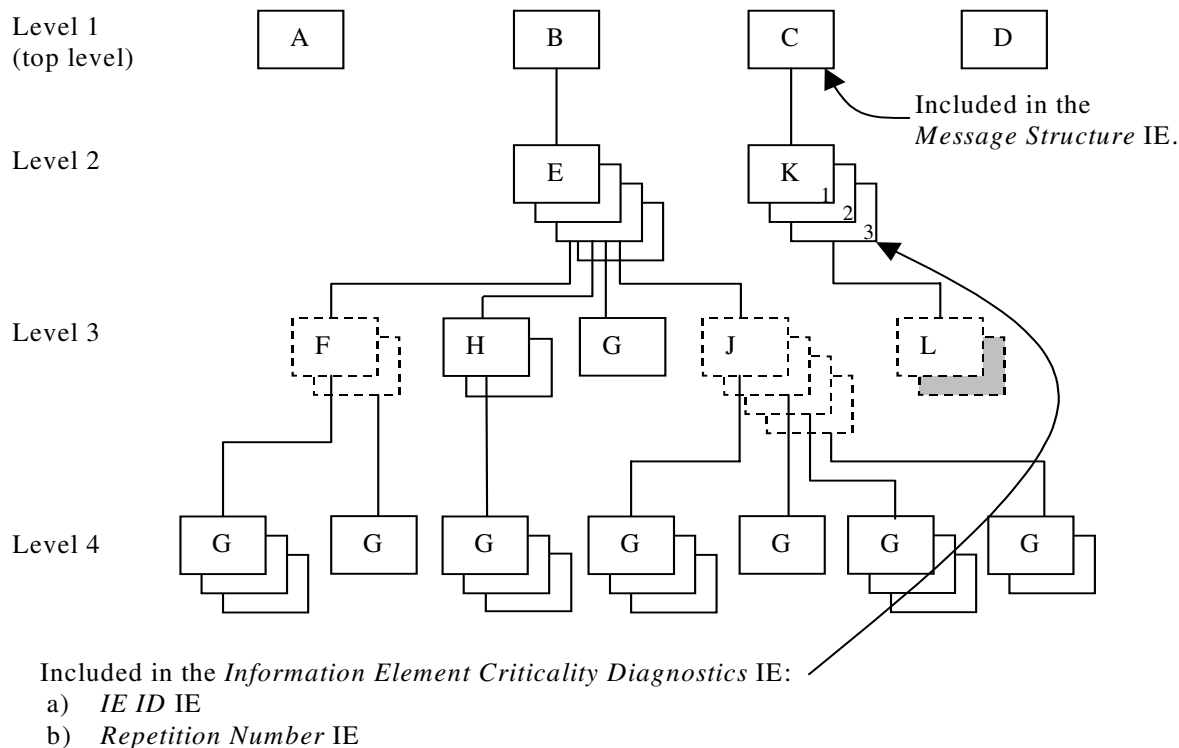 Level 1
(top level)
A
B
C
D
Included in the
Message Structure IE.
Level 2
E
K
1
2
3
Level 3
F
H
G
J
L
Level 4
G
G
G
G
G
G
G
Included in the Information Element Criticality Diagnostics IE:
a) IE ID IE
b) Repetition Number IE